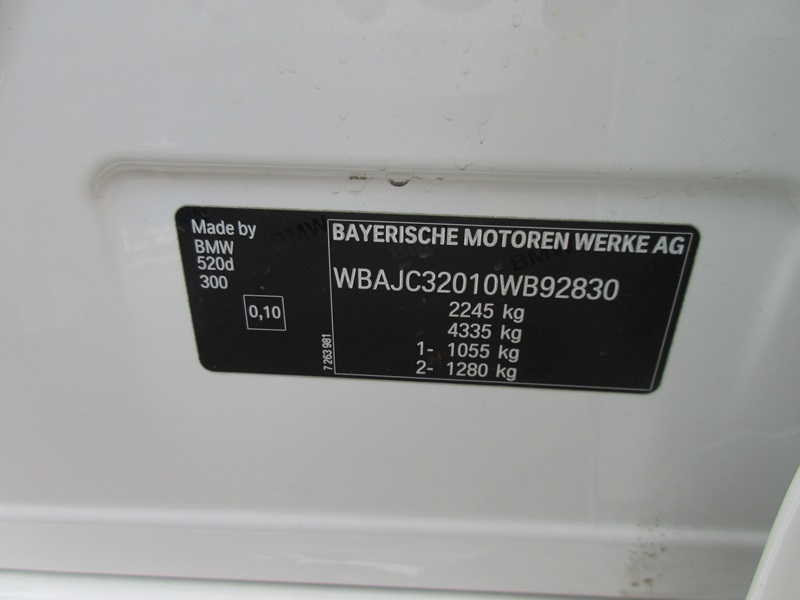 Made by
BMW
520d
300
0,10
7 263 981
BAYERISCHE MOTOREN WERKE AG
WBAJC32010WB92830
2245 kg
4335 kg
1- 1055 kg
2- 1280 kg